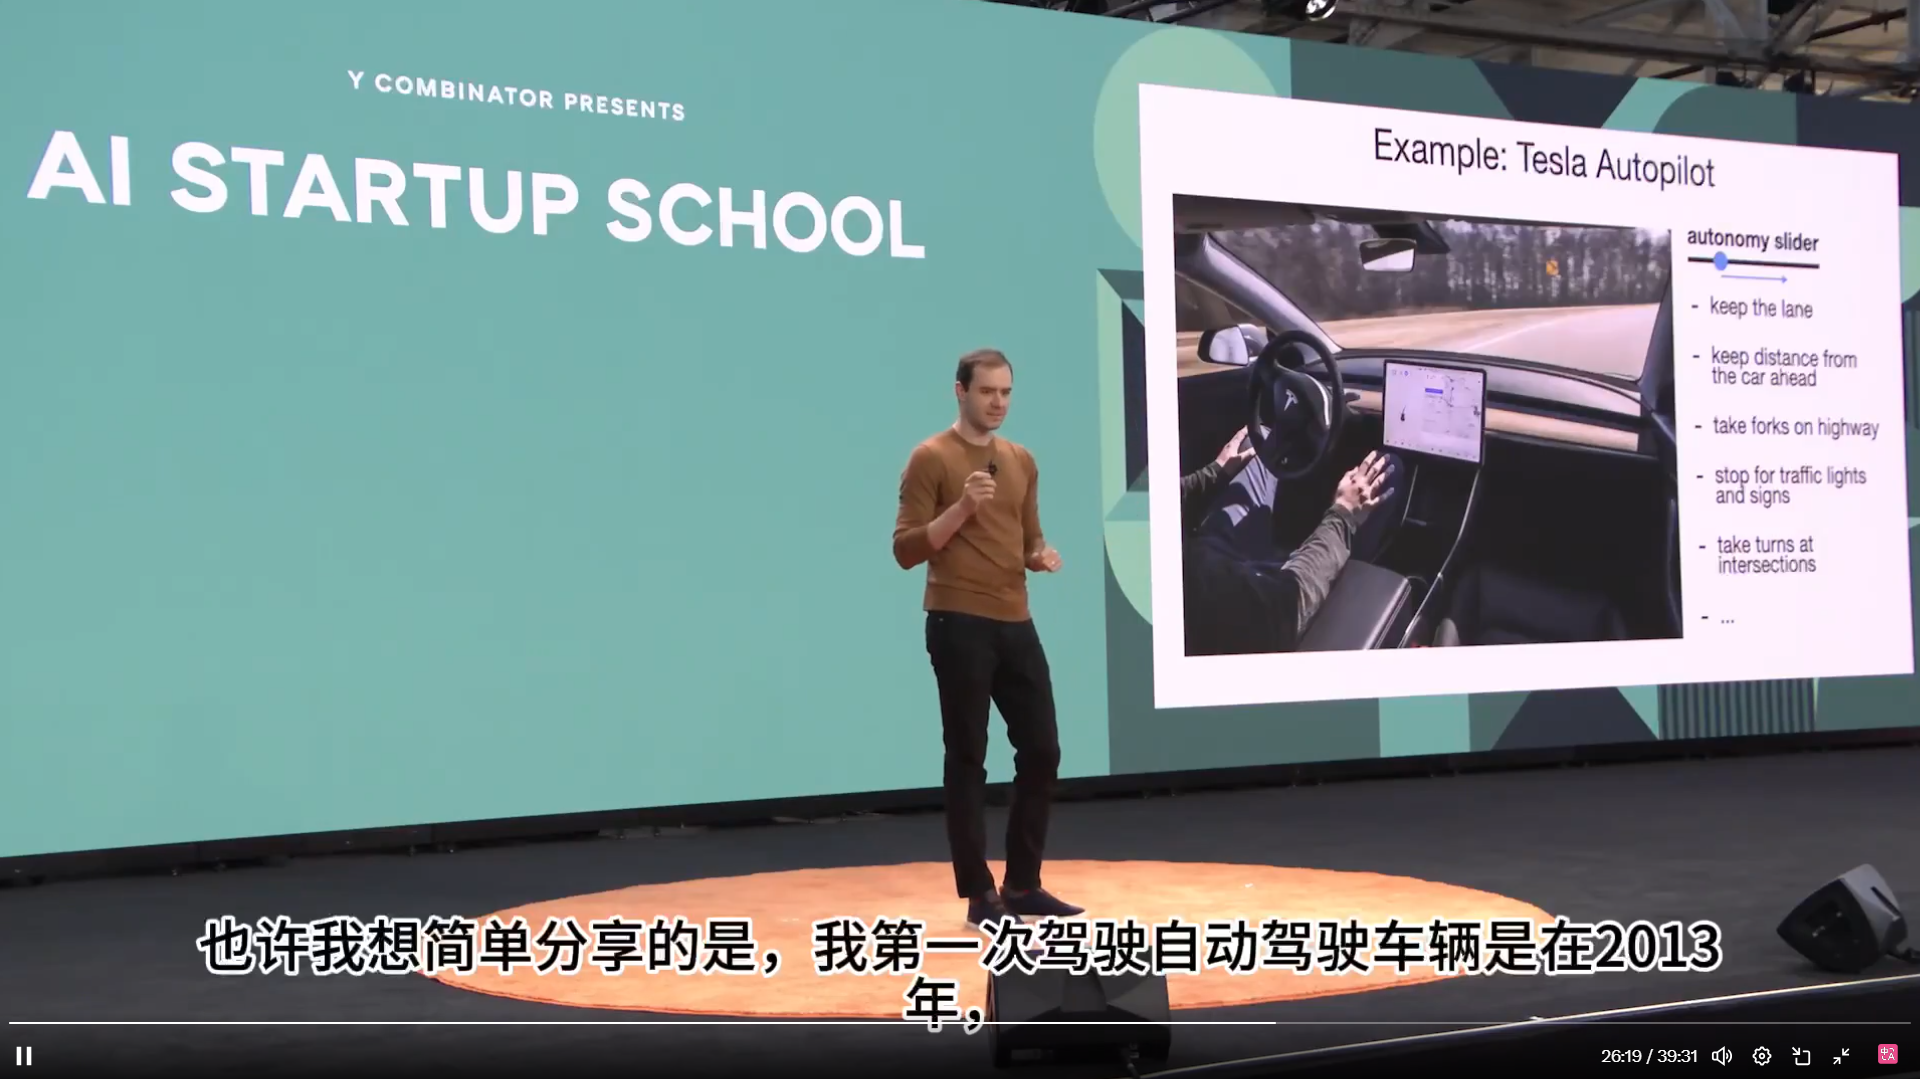 Y COMBINATOR PRESENTS
AI STARTUP SCHOOL
Example: Tesla Autopilot
autonomy slider
- keep the lane
- keep distance from
the car ahead
- take forks on highway
- stop for traffic lights
and signs
- take turns at
intersections
- ...
也许我想简单分享的是，我第一次驾驶自动驾驶车辆是在2013
年，
26:19 / 39:31